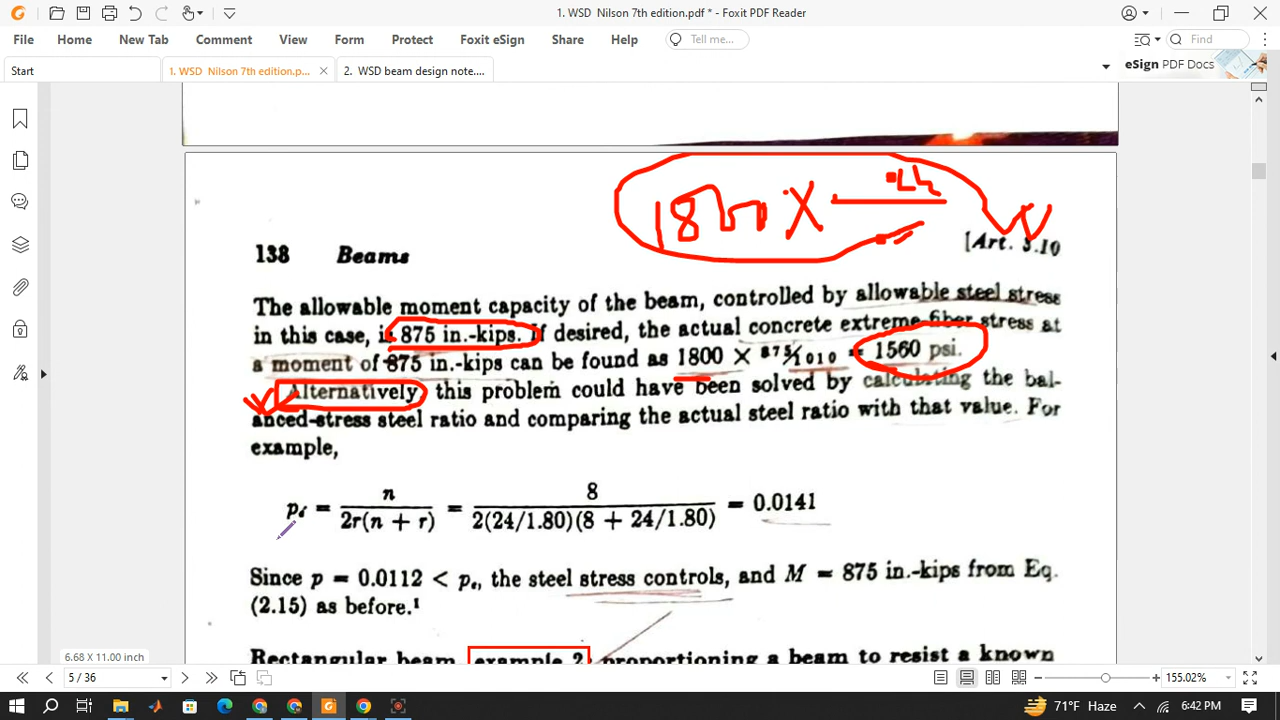 1. WSD Nilson 7th edition.pdf * - Foxit PDF Reader
File Home New Tab Comment View Form Protect Foxit eSign Share Help Tell me... Find
Start 1. WSD Nilson 7th edition.p... × 2. WSD beam design note.... eSign PDF Docs
138 Beams [Art. 3.10
The allowable moment capacity of the beam, controlled by allowable steel stress
in this case, is 875 in.-kips. If desired, the actual concrete extreme fiber stress at
a moment of 875 in.-kips can be found as 1800 × 875/1010 = 1560 psi.
Alternatively this problem could have been solved by calculating the bal-
anced-stress steel ratio and comparing the actual steel ratio with that value. For
example,
pₑ = n / 2r(n + r) = 8 / 2(24/1.80)(8 + 24/1.80) = 0.0141
Since p = 0.0112 < pₑ, the steel stress controls, and M = 875 in.-kips from Eq.
(2.15) as before.¹
Rectangular beam example 2 proportioning a beam to resist a known
6.68 X 11.00 inch
5 / 36 155.02%
71°F Haze 6:42 PM